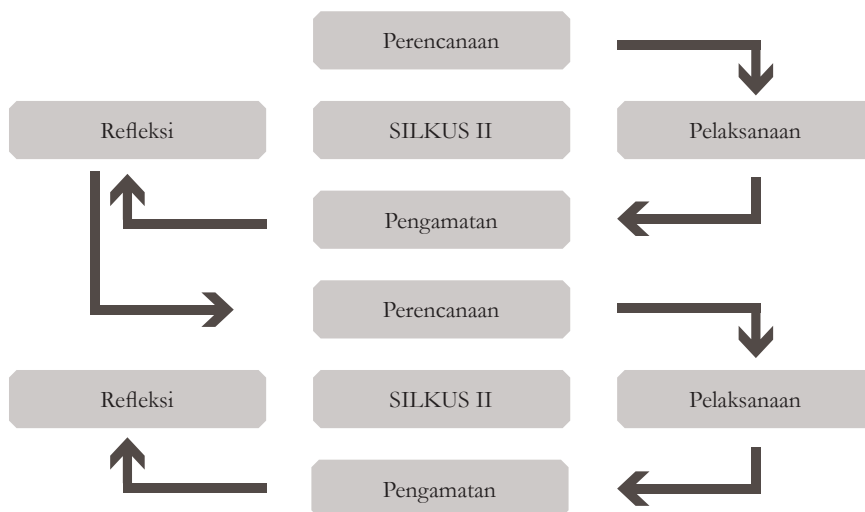 Perencanaan
Refleksi
SILKUS II
Pelaksanaan
Pengamatan
Perencanaan
Refleksi
SILKUS II
Pelaksanaan
Pengamatan